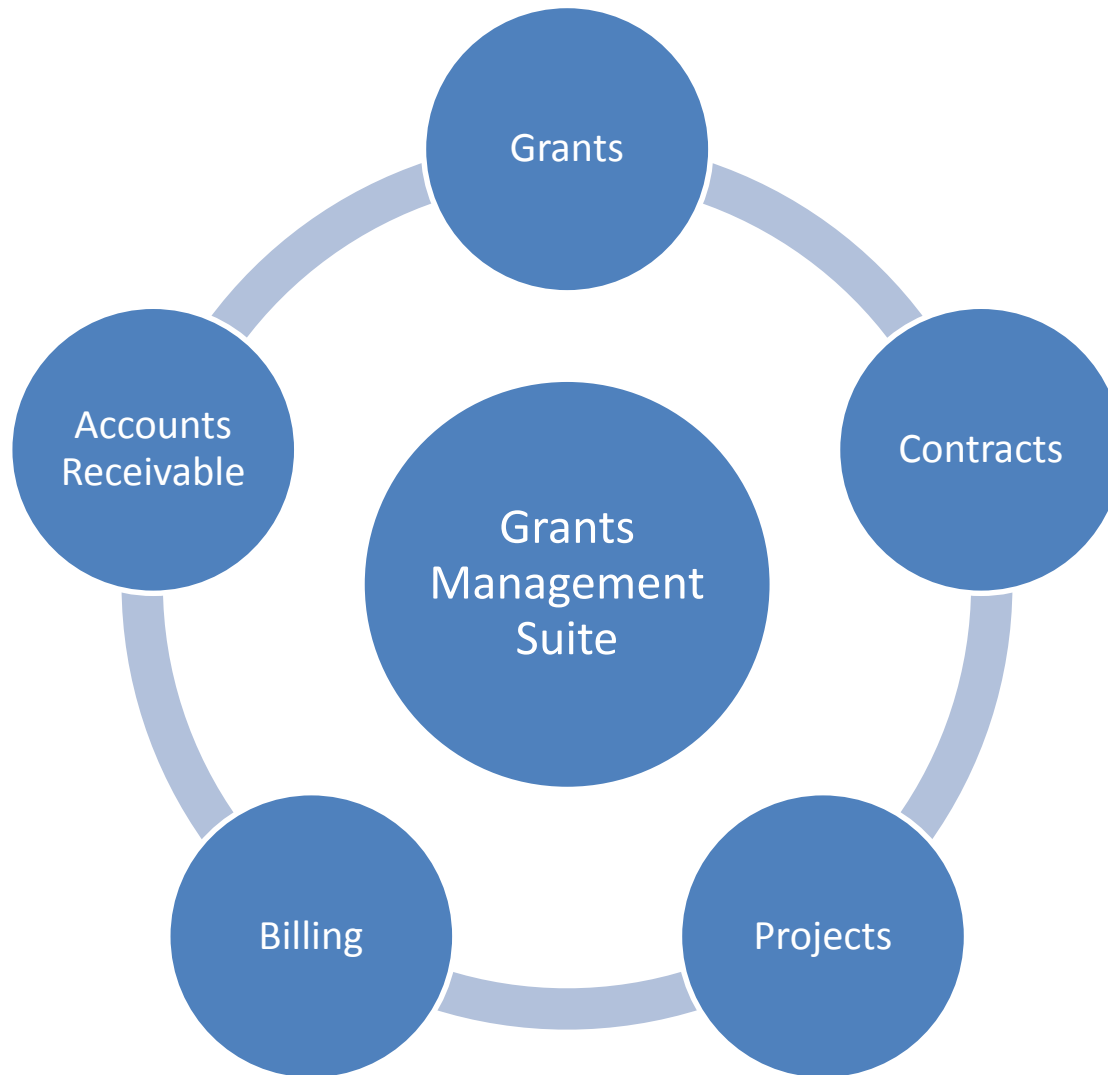 Grants
Accounts
Receivable
Contracts
Grants
Management
Suite
Billing
Projects